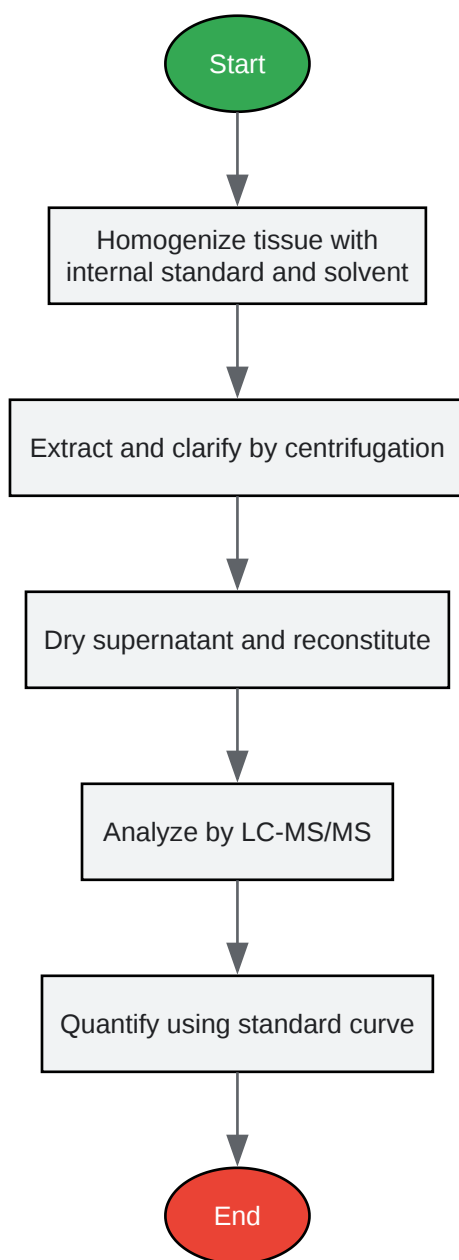 Start
Homogenize tissue with
internal standard and solvent
Extract and clarify by centrifugation
Dry supernatant and reconstitute
Analyze by LC-MS/MS
Quantify using standard curve
End